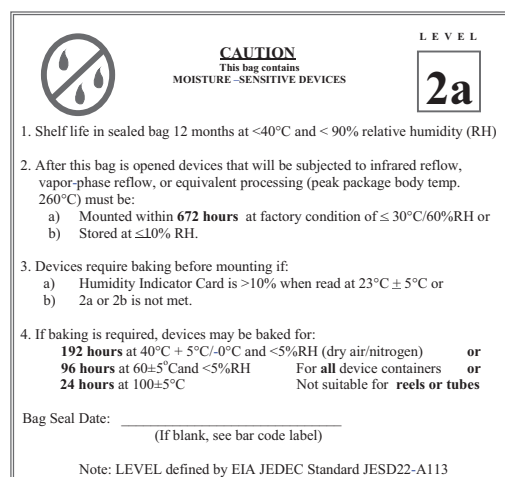 LEVEL
CAUTION
This bag contains
MOISTURE –SENSITIVE DEVICES
2a
1. Shelf life in sealed bag 12 months at <40°C and < 90% relative humidity (RH)
2. After this bag is opened devices that will be subjected to infrared reflow,
vapor-phase reflow, or equivalent processing (peak package body temp.
260°C) must be:
a) Mounted within 672 hours at factory condition of ≤ 30°C/60%RH or
b) Stored at ≤10% RH.
3. Devices require baking before mounting if:
a) Humidity Indicator Card is >10% when read at 23°C ± 5°C or
b) 2a or 2b is not met.
4. If baking is required, devices may be baked for:
192 hours at 40°C + 5°C/-0°C and <5%RH (dry air/nitrogen) or
96 hours at 60±5°Cand <5%RH For all device containers or
24 hours at 100±5°C Not suitable for reels or tubes
Bag Seal Date: ______________________________
(If blank, see bar code label)
Note: LEVEL defined by EIA JEDEC Standard JESD22-A113